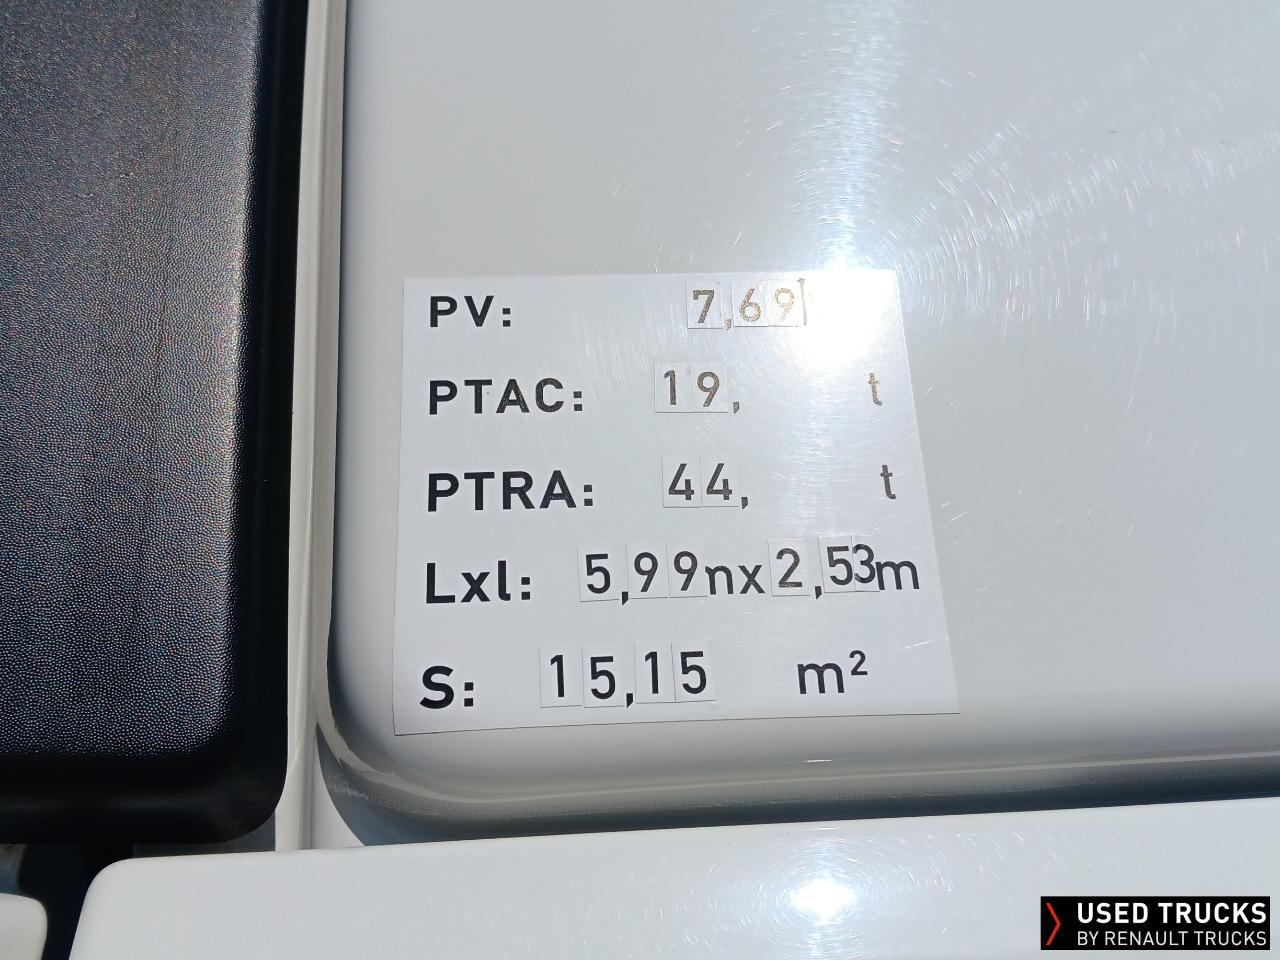 PV: 7,69
PTAC: 19, t
PTRA: 44, t
Lxl: 5,99nx2,53m
S: 15,15 m²
USED TRUCKS
BY RENAULT TRUCKS